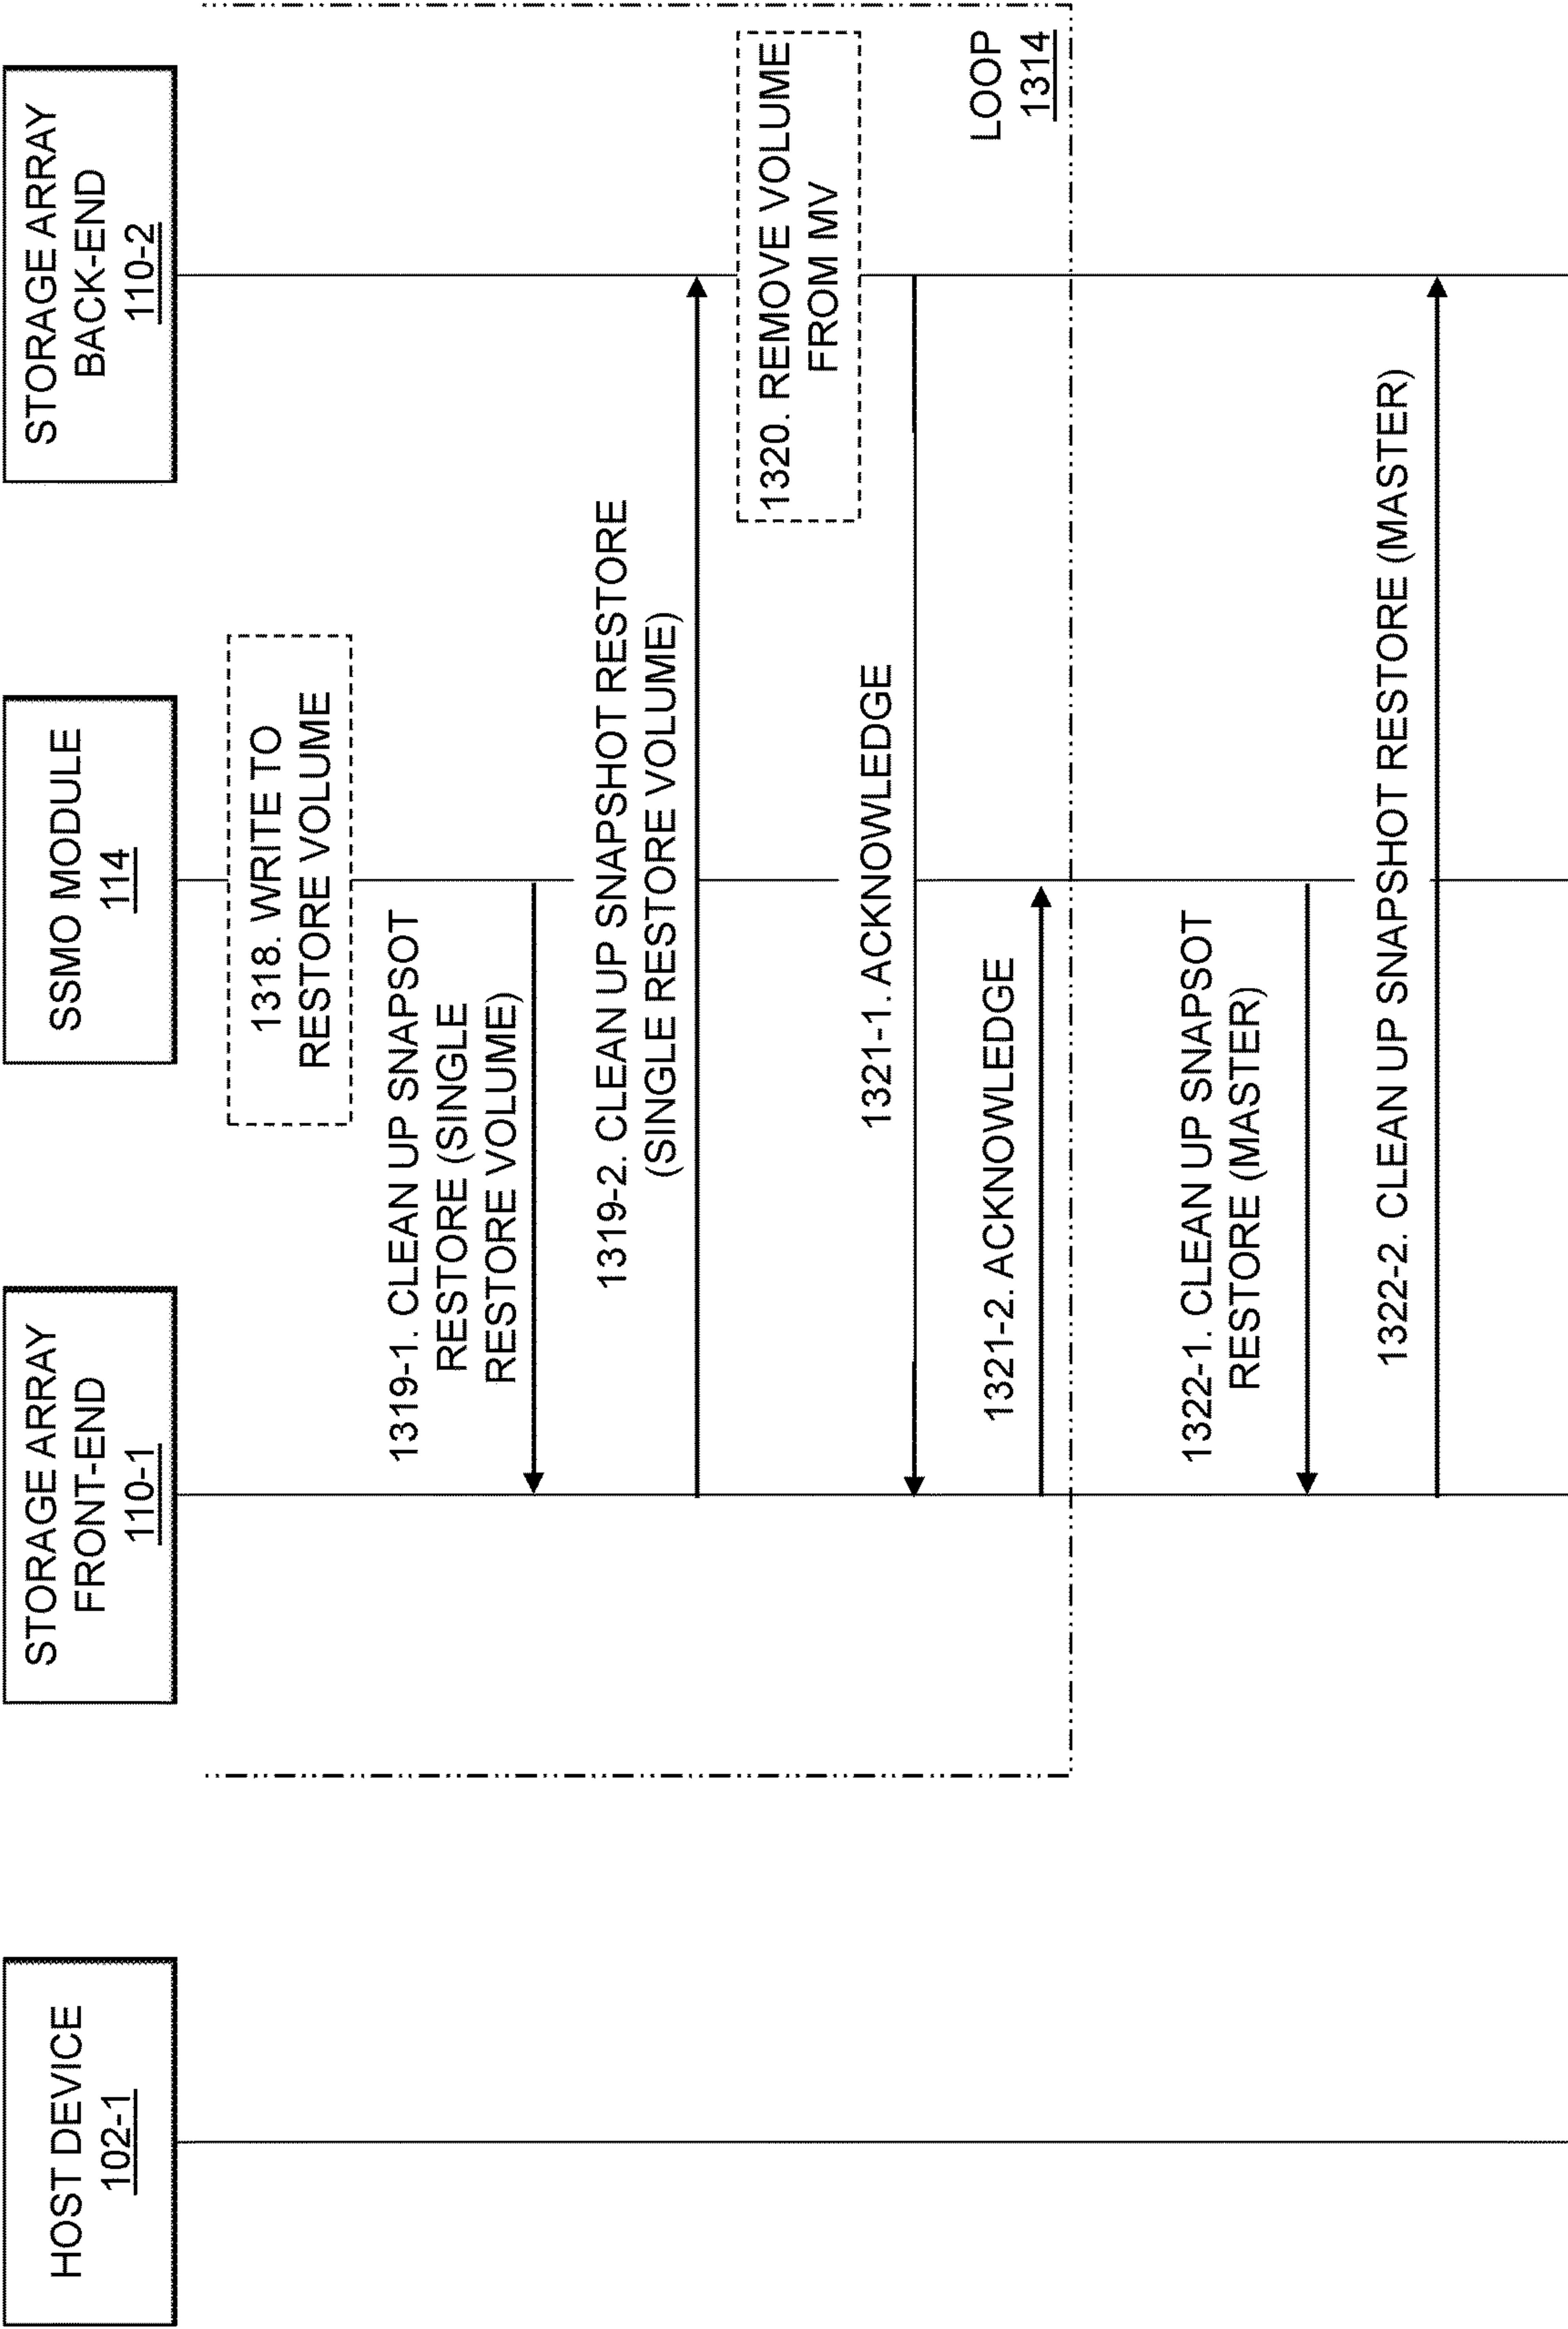 HOST DEVICE
102-1
STORAGE ARRAY
FRONT-END
110-1
SSMO MODULE
114
STORAGE ARRAY
BACK-END
110-2
1318. WRITE TO
RESTORE VOLUME
1319-1. CLEAN UP SNAPSOT
RESTORE (SINGLE
RESTORE VOLUME)
1319-2. CLEAN UP SNAPSHOT RESTORE
(SINGLE RESTORE VOLUME)
1320. REMOVE VOLUME
FROM MV
1321-1. ACKNOWLEDGE
1321-2. ACKNOWLEDGE
LOOP
1314
1322-1. CLEAN UP SNAPSOT
RESTORE (MASTER)
1322-2. CLEAN UP SNAPSHOT RESTORE (MASTER)